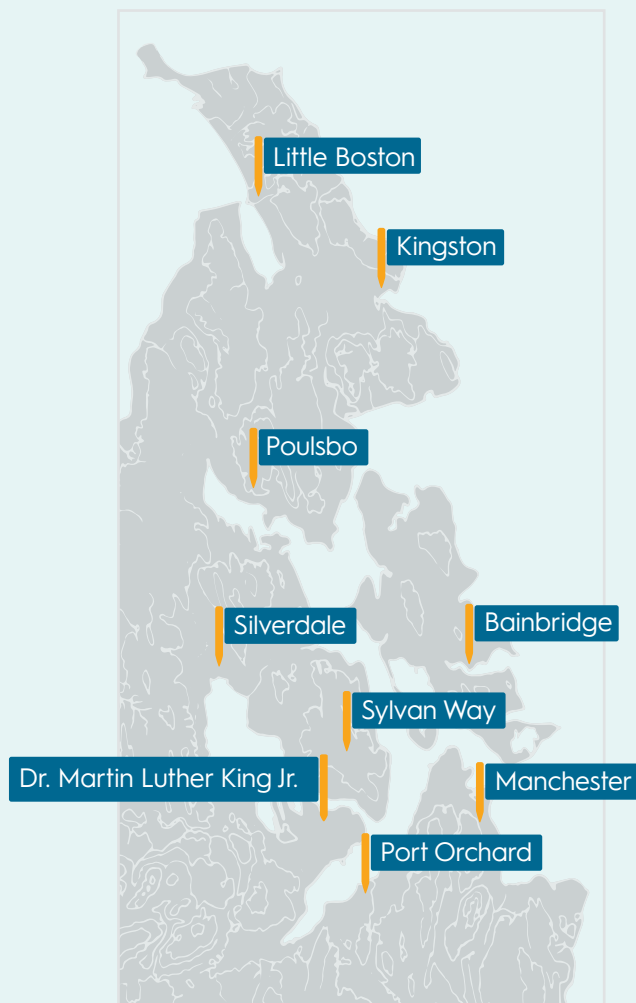 Little Boston
Kingston
Poulsbo
Silverdale
Bainbridge
Sylvan Way
Dr. Martin Luther King Jr.
Manchester
Port Orchard